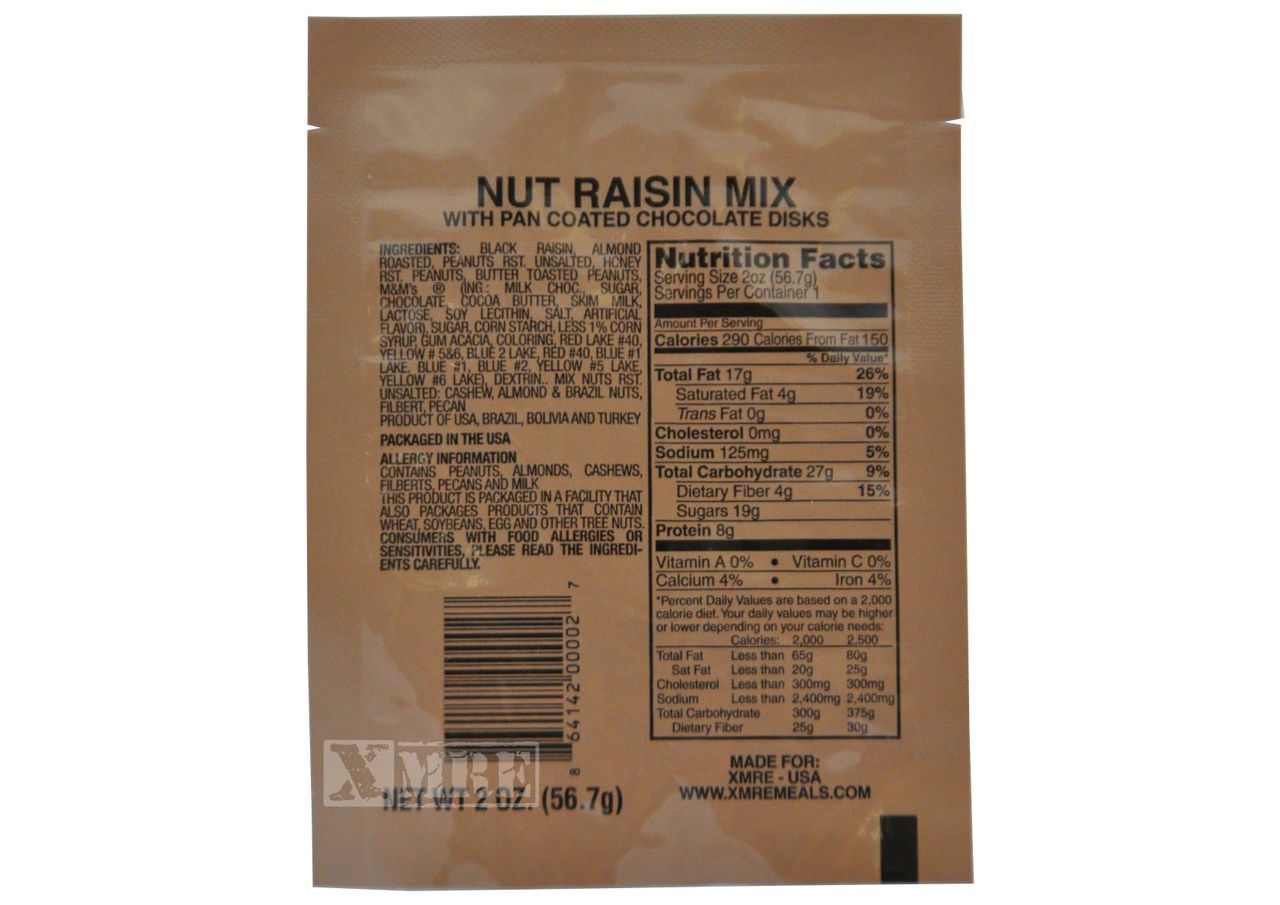 NUT RAISIN MIX
WITH PAN COATED CHOCOLATE DISKS
INGREDIENTS: BLACK RAISIN, ALMOND
ROASTED, PEANUTS RST. UNSALTED, HONEY
RST. PEANUTS, BUTTER TOASTED PEANUTS,
M&M's ® (ING.: MILK CHOC., SUGAR,
CHOCOLATE, COCOA BUTTER, SKIM MILK,
LACTOSE, SOY LECITHIN, SALT, ARTIFICIAL
FLAVOR), SUGAR, CORN STARCH, LESS 1% CORN
SYRUP, GUM ACACIA, COLORING, RED LAKE #40,
YELLOW # 5&6, BLUE 2 LAKE, RED #40, BLUE #1
LAKE, BLUE #1, BLUE #2, YELLOW #5 LAKE,
YELLOW #6 LAKE), DEXTRIN.. MIX NUTS RST.
UNSALTED: CASHEW, ALMOND & BRAZIL NUTS,
FILBERT, PECAN
PRODUCT OF USA, BRAZIL, BOLIVIA AND TURKEY
PACKAGED IN THE USA
ALLERGY INFORMATION
CONTAINS PEANUTS, ALMONDS, CASHEWS,
FILBERTS, PECANS AND MILK
THIS PRODUCT IS PACKAGED IN A FACILITY THAT
ALSO PACKAGES PRODUCTS THAT CONTAIN
WHEAT, SOYBEANS, EGG AND OTHER TREE NUTS.
CONSUMERS WITH FOOD ALLERGIES OR
SENSITIVITIES, PLEASE READ THE INGREDI-
ENTS CAREFULLY.
8 64142 00002 7
XMRE
NET WT 2 OZ. (56.7g)
Nutrition Facts
Serving Size 2oz (56.7g)
Servings Per Container 1
Amount Per Serving
Calories 290 Calories From Fat 150
% Daily Value*
Total Fat 17g 26%
Saturated Fat 4g 19%
Trans Fat 0g 0%
Cholesterol 0mg 0%
Sodium 125mg 5%
Total Carbohydrate 27g 9%
Dietary Fiber 4g 15%
Sugars 19g
Protein 8g
Vitamin A 0% • Vitamin C 0%
Calcium 4% • Iron 4%
*Percent Daily Values are based on a 2,000
calorie diet. Your daily values may be higher
or lower depending on your calorie needs:
Calories: 2,000 2,500
Total Fat Less than 65g 80g
Sat Fat Less than 20g 25g
Cholesterol Less than 300mg 300mg
Sodium Less than 2,400mg 2,400mg
Total Carbohydrate 300g 375g
Dietary Fiber 25g 30g
MADE FOR:
XMRE - USA
WWW.XMREMEALS.COM